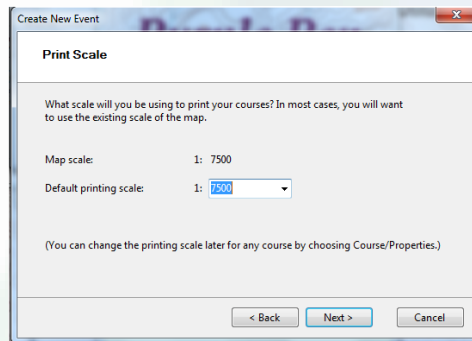 Create New Event
Purple Pen
Print Scale
What scale will you be using to print your courses? In most cases, you will want
to use the existing scale of the map.
Map scale: 1: 7500
Default printing scale: 1: 7500
(You can change the printing scale later for any course by choosing Course/Properties.)
< Back Next > Cancel